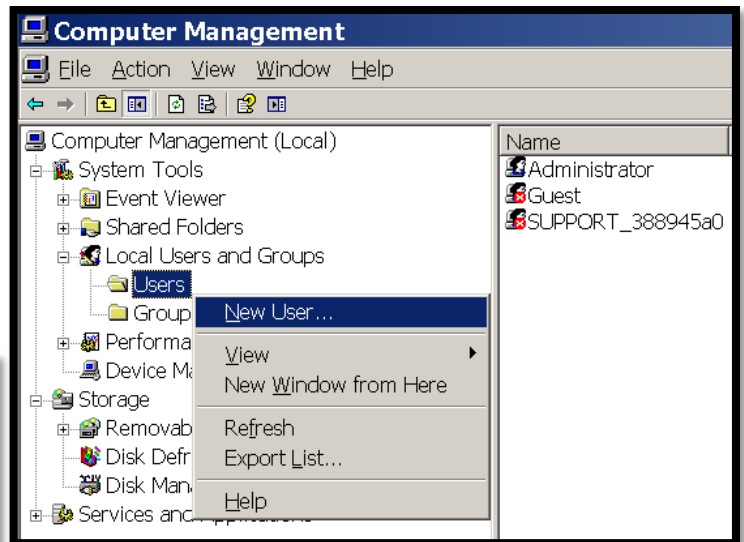 Computer Management
File Action View Window Help
Computer Management (Local)
System Tools
Event Viewer
Shared Folders
Local Users and Groups
Users
Group
Performa
Device Ma
Storage
Removab
Disk Defr
Disk Man
Services and Applications
New User...
View
New Window from Here
Refresh
Export List...
Help
Name
Administrator
Guest
SUPPORT_388945a0